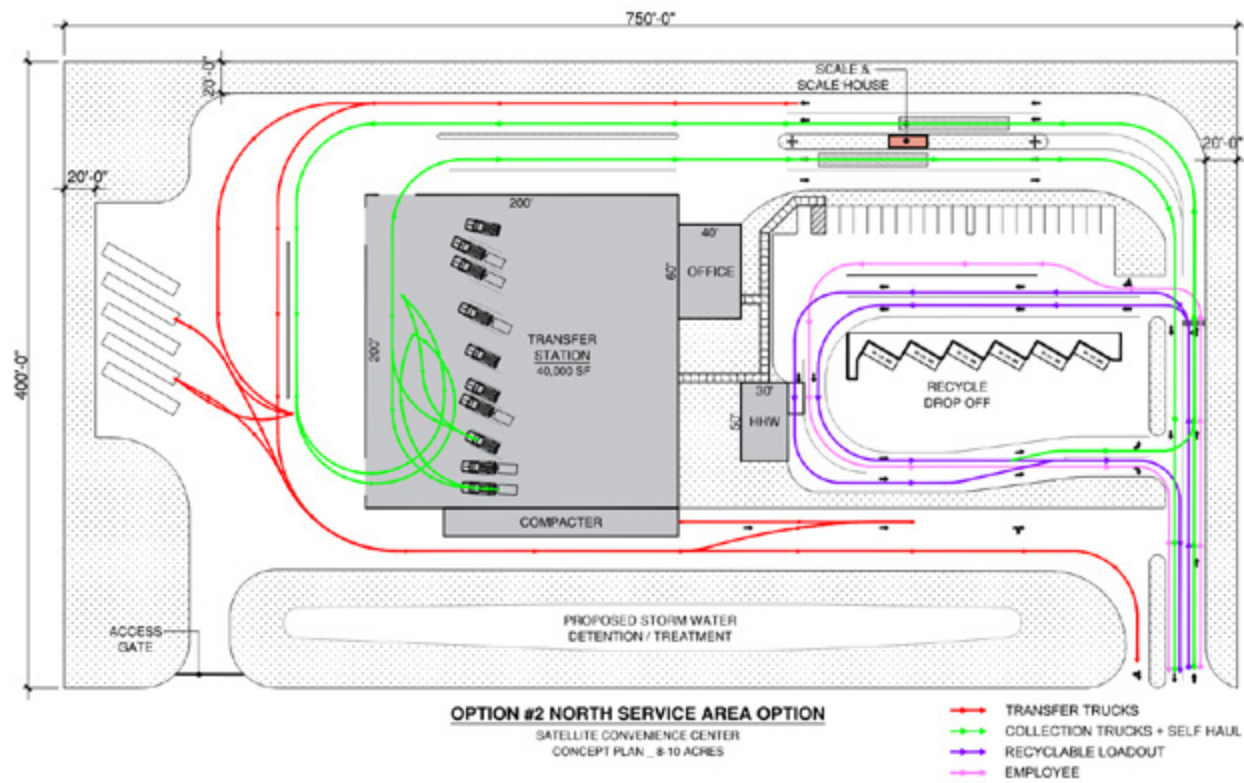 750'-0"
SCALE &
SCALE HOUSE
20'-0"
20'-0"
20'-0"
400'-0"
200'
200'
40'
60'
OFFICE
TRANSFER
STATION
40,000 SF
RECYCLE
DROP OFF
30'
50'
HHW
COMPACTER
PROPOSED STORM WATER
DETENTION / TREATMENT
ACCESS
GATE
OPTION #2 NORTH SERVICE AREA OPTION
SATELLITE CONVENIENCE CENTER
CONCEPT PLAN _ 8-10 ACRES
TRANSFER TRUCKS
COLLECTION TRUCKS + SELF HAUL
RECYCLABLE LOADOUT
EMPLOYEE